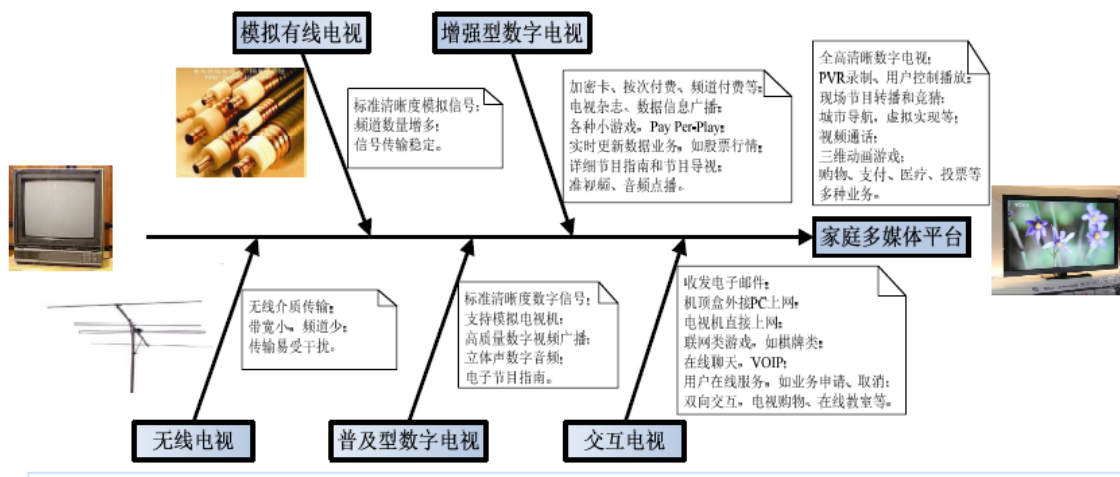 模拟有线电视
增强型数字电视
标准清晰度模拟信号;
频道数量增多;
信号传输稳定。
加密卡、按次付费、频道付费等;
电视杂志、数据信息广播;
各种小游戏，Pay Per-Play;
实时更新数据业务，如股票行情;
详细节目指南和节目导视;
准视频、音频点播。
全高清晰数字电视;
PVR录制、用户控制播放;
现场节目转播和竞猜;
城市导航，虚拟实现等;
视频通话;
三维动画游戏;
购物、支付、医疗、投票等
多种业务。
家庭多媒体平台
无线介质传输;
带宽小，频道少;
传输易受干扰。
标准清晰度数字信号;
支持模拟电视机;
高质量数字视频广播;
立体声数字音频;
电子节目指南。
收发电子邮件;
机顶盒外接PC上网;
电视机直接上网;
联网类游戏，如棋牌类;
在线聊天，VOIP;
用户在线服务，如业务申请、取消;
双向交互，电视购物、在线教室等。
无线电视
普及型数字电视
交互电视